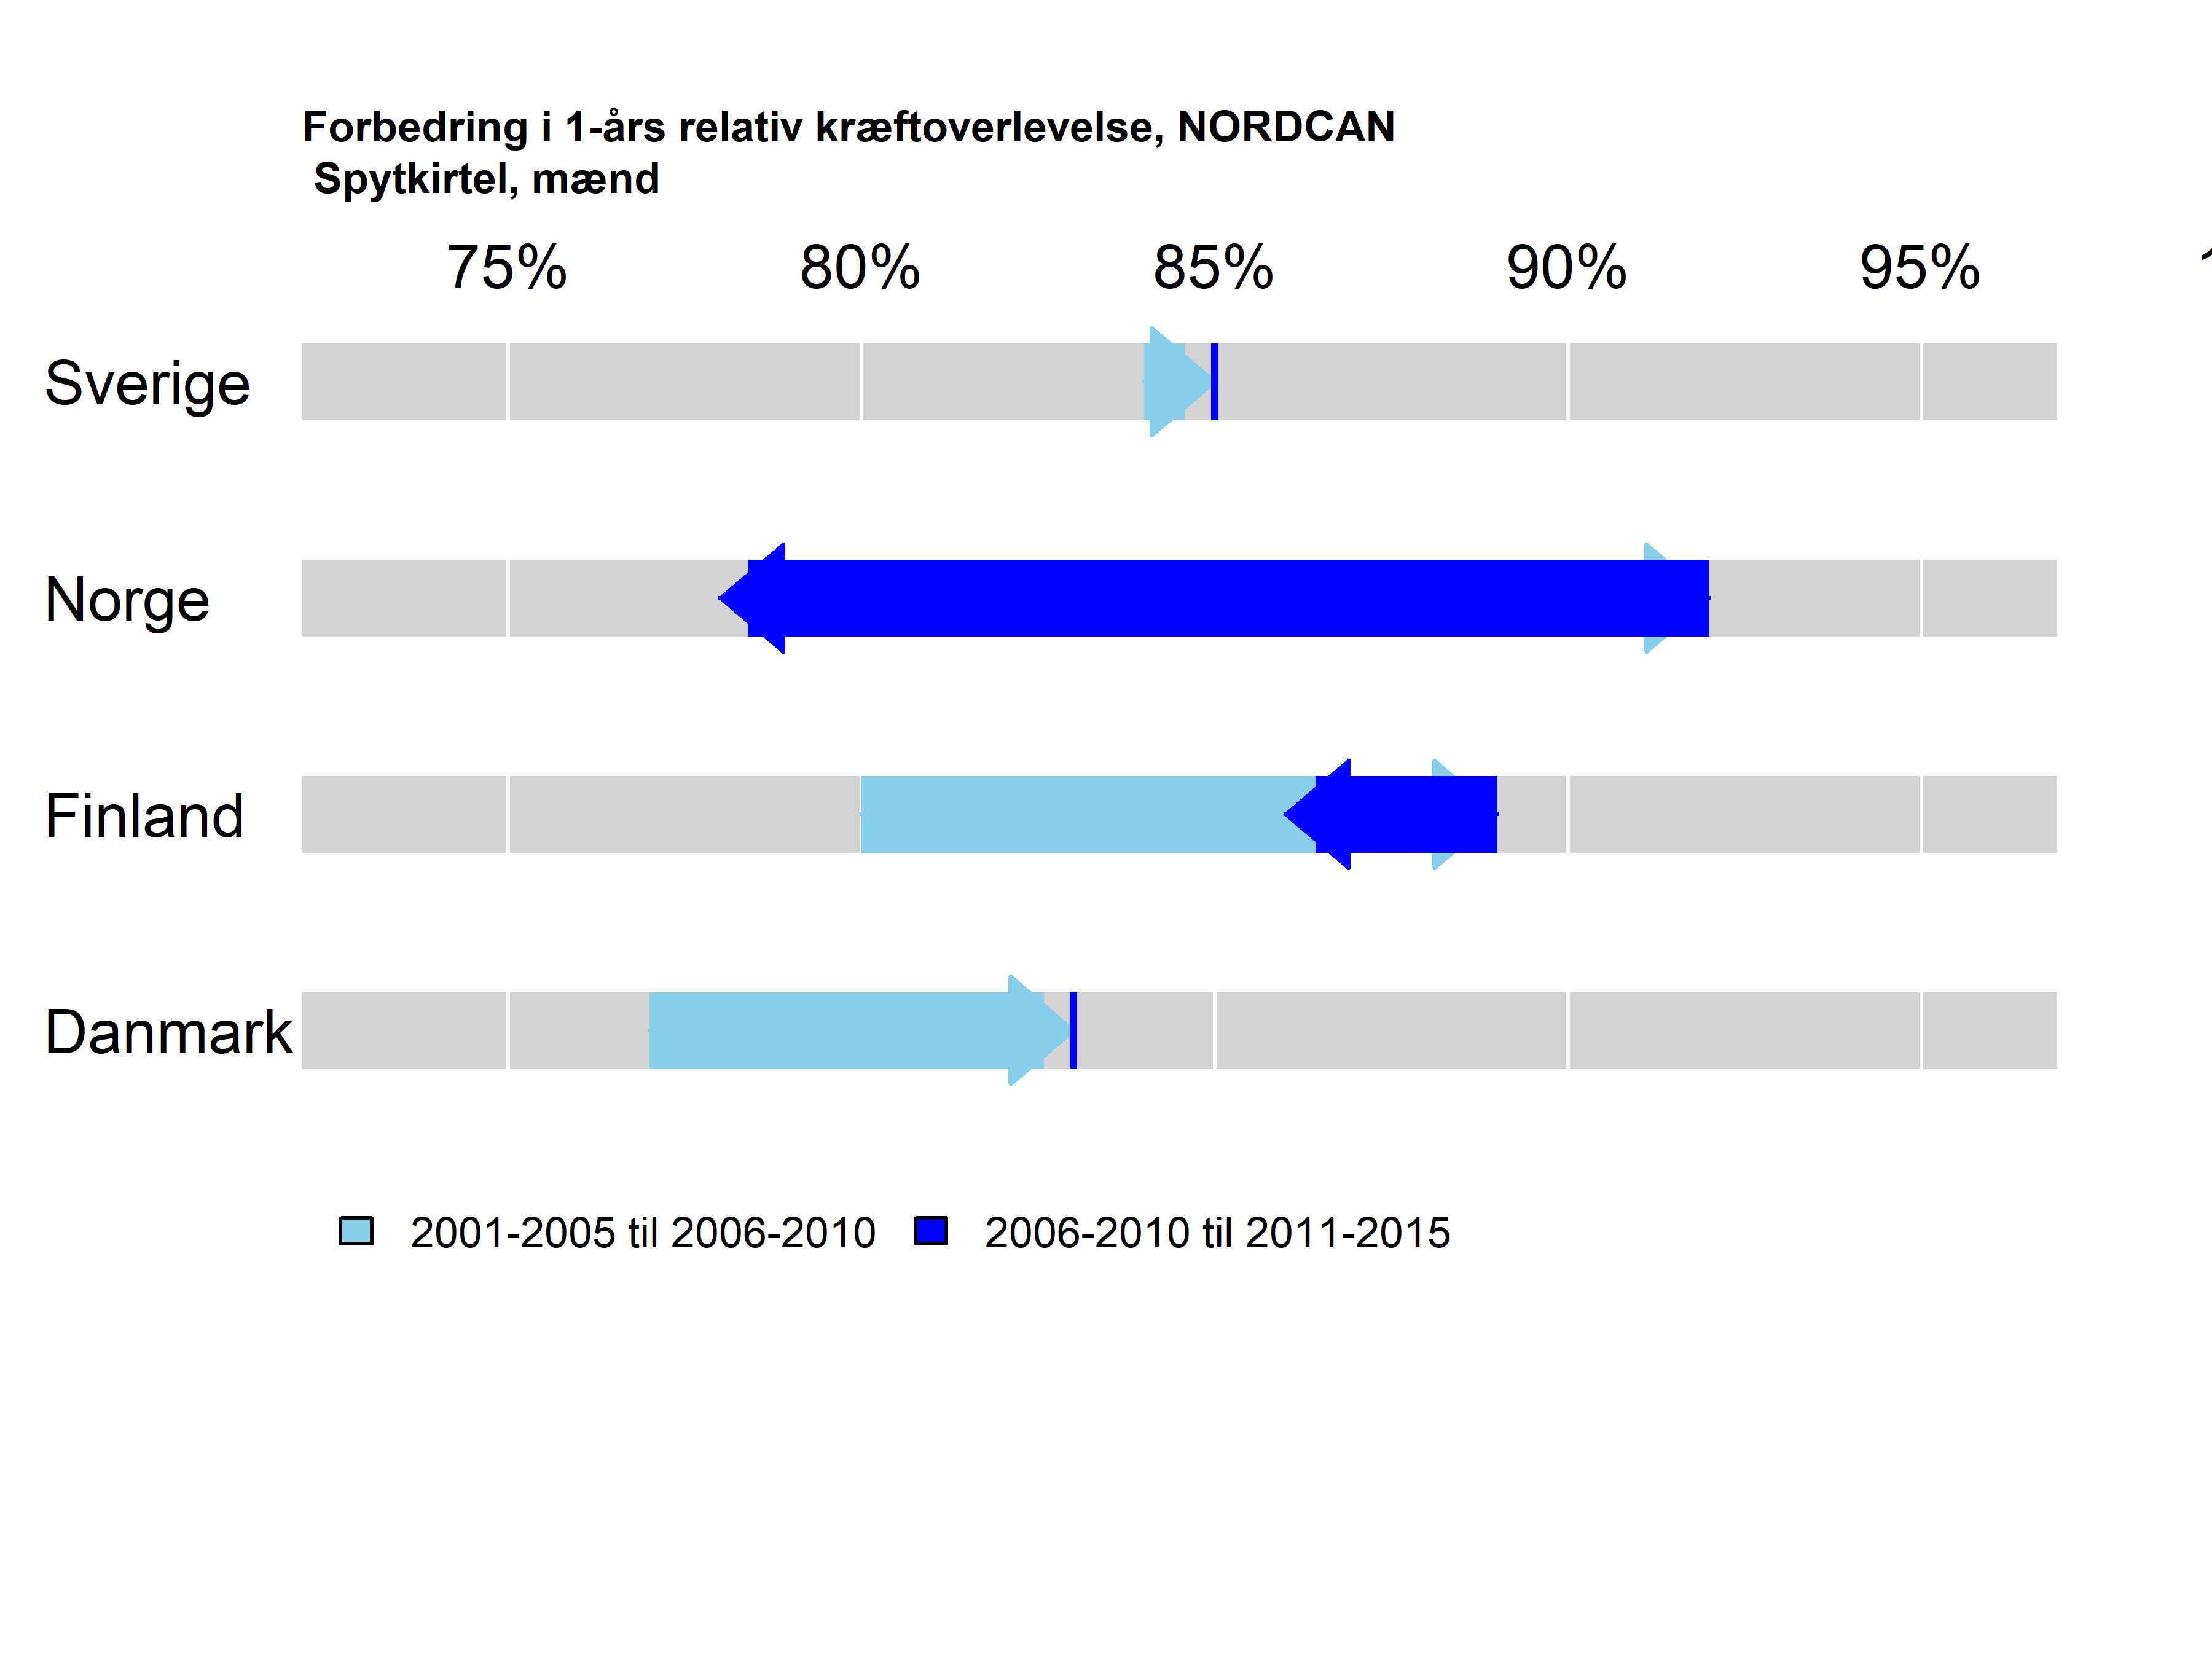 Forbedring i 1-års relativ kræftoverlevelse, NORDCAN
Spytkirtel, mænd
75% 80% 85% 90% 95%
Sverige
Norge
Finland
Danmark
2001-2005 til 2006-2010 2006-2010 til 2011-2015